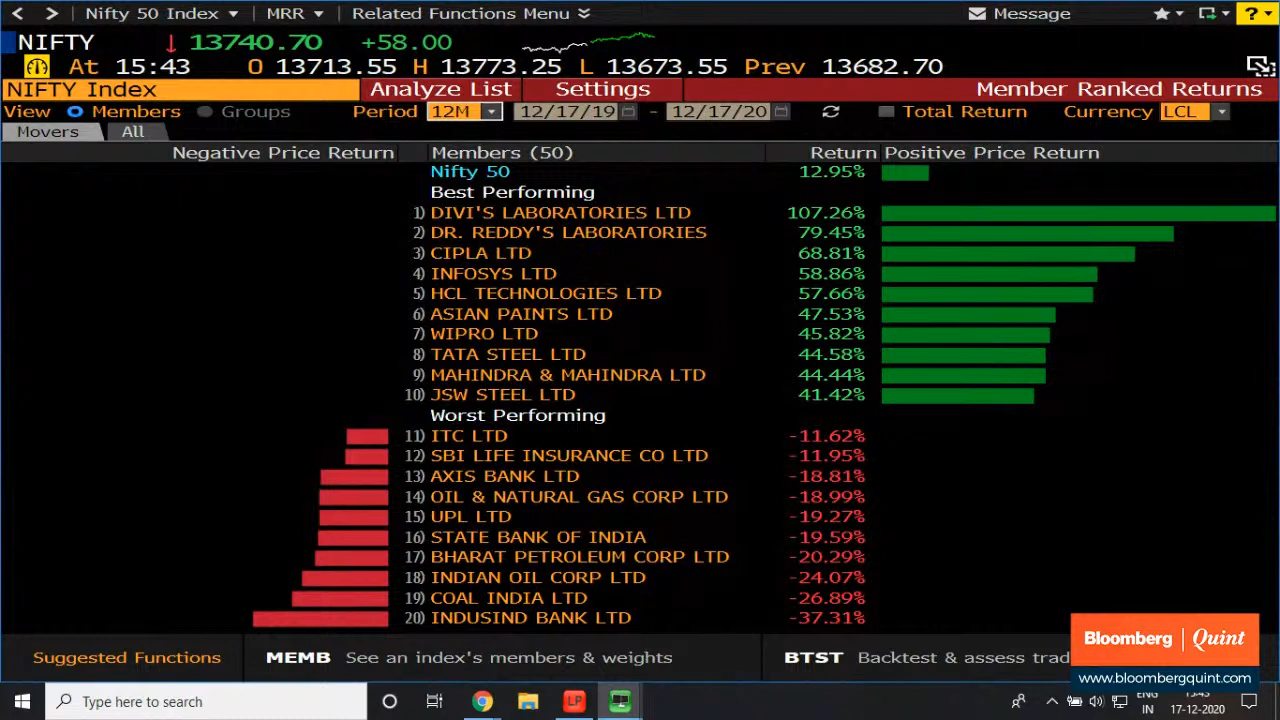 Nifty 50 Index MRR Related Functions Menu Message ?
NIFTY 13740.70 +58.00
At 15:43 O 13713.55 H 13773.25 L 13673.55 Prev 13682.70
NIFTY Index Analyze List Settings Member Ranked Returns
View Members Groups Period 12M 12/17/19 - 12/17/20 Total Return Currency LCL
Movers All
Negative Price Return Members (50) Return Positive Price Return
Nifty 50 12.95%
Best Performing
1) DIVI'S LABORATORIES LTD 107.26%
2) DR. REDDY'S LABORATORIES 79.45%
3) CIPLA LTD 68.81%
4) INFOSYS LTD 58.86%
5) HCL TECHNOLOGIES LTD 57.66%
6) ASIAN PAINTS LTD 47.53%
7) WIPRO LTD 45.82%
8) TATA STEEL LTD 44.58%
9) MAHINDRA & MAHINDRA LTD 44.44%
10) JSW STEEL LTD 41.42%
Worst Performing
11) ITC LTD -11.62%
12) SBI LIFE INSURANCE CO LTD -11.95%
13) AXIS BANK LTD -18.81%
14) OIL & NATURAL GAS CORP LTD -18.99%
15) UPL LTD -19.27%
16) STATE BANK OF INDIA -19.59%
17) BHARAT PETROLEUM CORP LTD -20.29%
18) INDIAN OIL CORP LTD -24.07%
19) COAL INDIA LTD -26.89%
20) INDUSIND BANK LTD -37.31%
Bloomberg | Quint
Suggested Functions MEMB See an index's members & weights BTST Backtest & assess trad
www.bloombergquint.com
Type here to search LP ENG 15:43
IN 17-12-2020